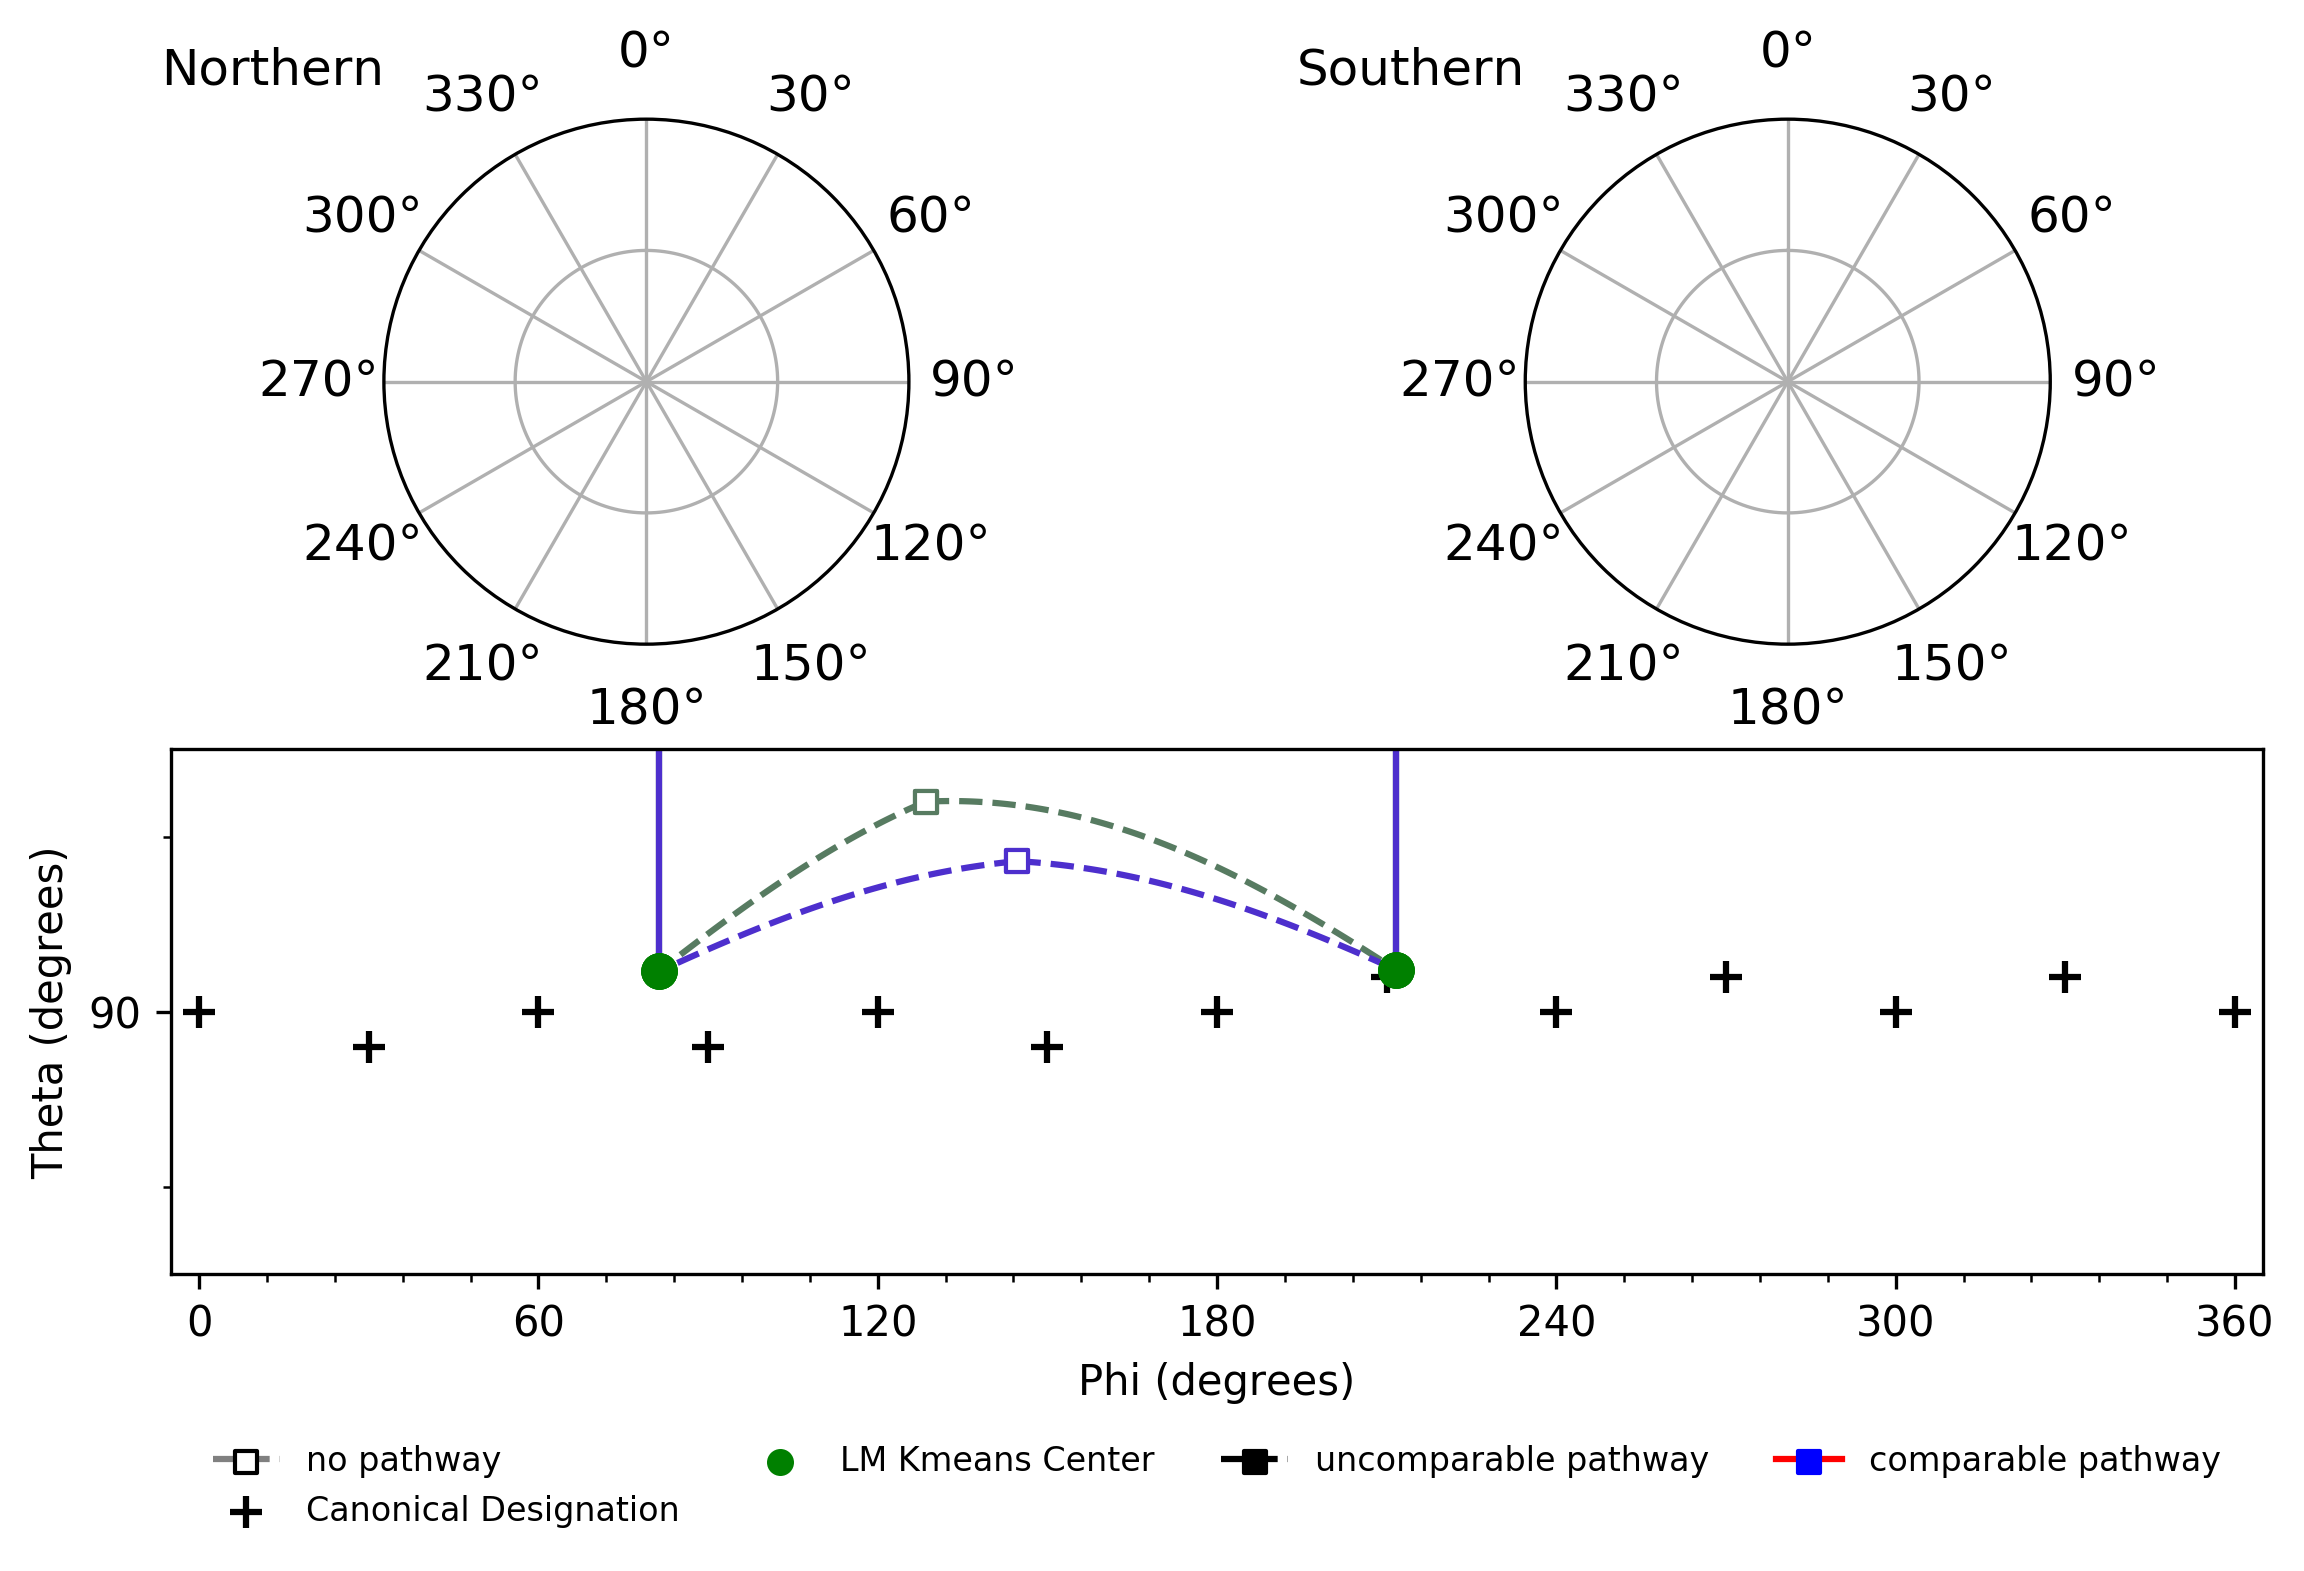 Northern
0°
30°
60°
90°
120°
150°
180°
210°
240°
270°
300°
330°
Southern
0°
30°
60°
90°
120°
150°
180°
210°
240°
270°
300°
330°
Theta (degrees)
90
0 60 120 180 240 300 360
Phi (degrees)
no pathway
Canonical Designation
LM Kmeans Center
uncomparable pathway
comparable pathway